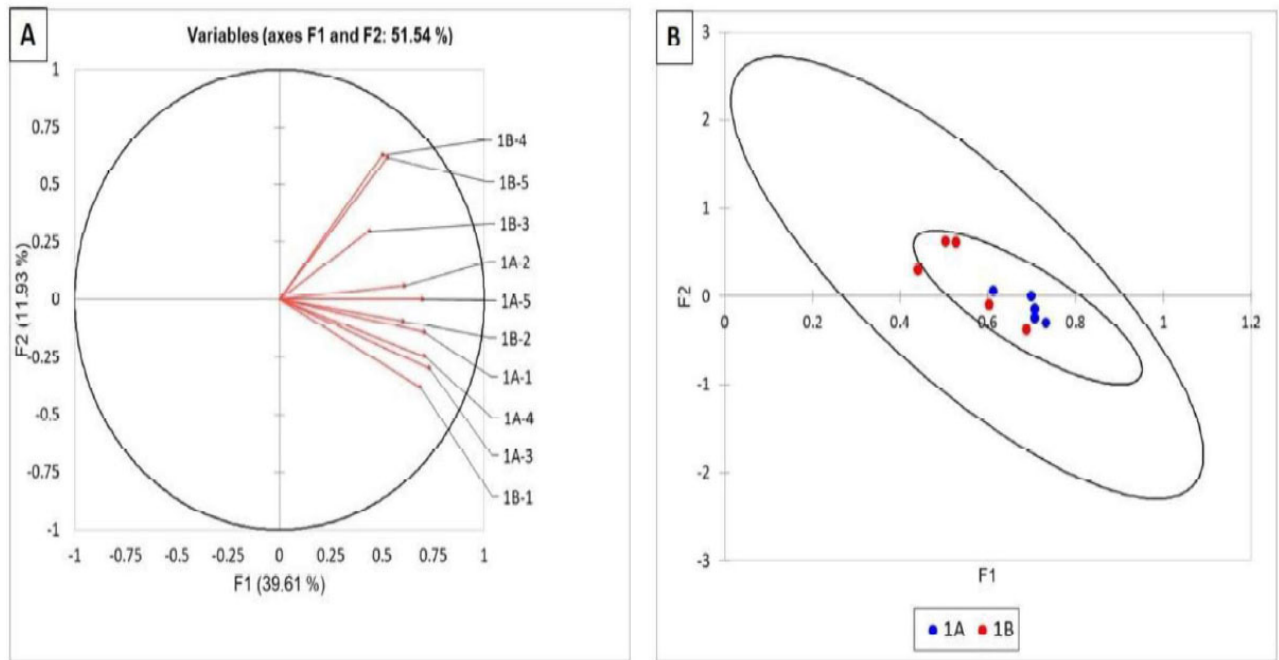 A
Variables (axes F1 and F2: 51.54 %)
1
0.75
0.5
0.25
0
-0.25
-0.5
-0.75
-1
F2 (11.93 %)
-1 -0.75 -0.5 -0.25 0 0.25 0.5 0.75 1
F1 (39.61 %)
1B-4
1B-5
1B-3
1A-2
1A-5
1B-2
1A-1
1A-4
1A-3
1B-1
B
3
2
1
0
-1
-2
-3
F2
0 0.2 0.4 0.6 0.8 1 1.2
F1
1A 1B